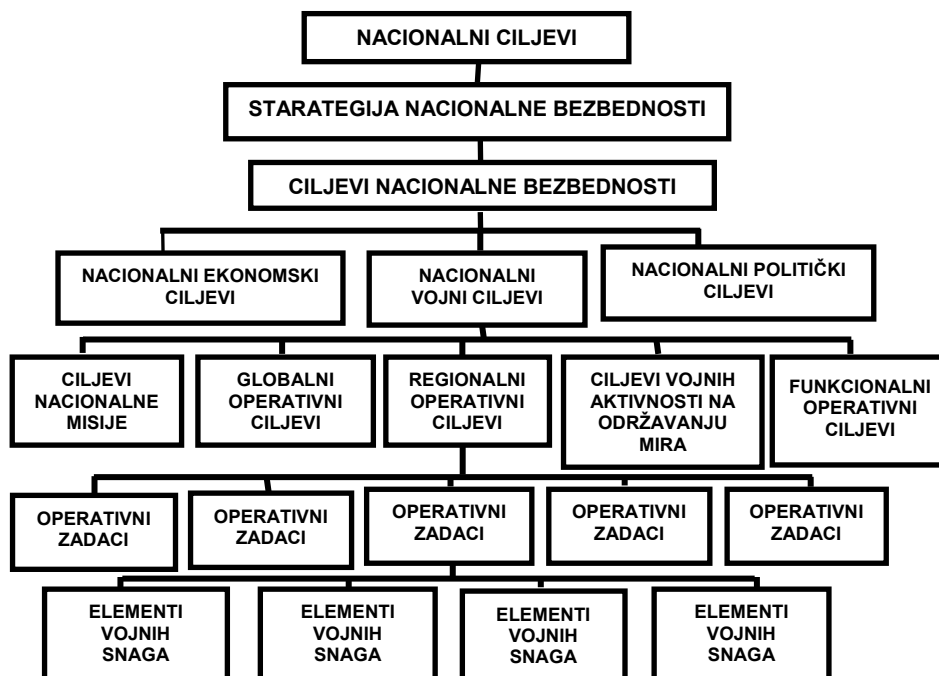 NACIONALNI CILJEVI
STARATEGIJA NACIONALNE BEZBEDNOSTI
CILJEVI NACIONALNE BEZBEDNOSTI
NACIONALNI EKONOMSKI
CILJEVI
NACIONALNI
VOJNI CILJEVI
NACIONALNI POLITIČKI
CILJEVI
CILJEVI
NACIONALNE
MISIJE
GLOBALNI
OPERATIVNI
CILJEVI
REGIONALNI
OPERATIVNI
CILJEVI
CILJEVI VOJNIH
AKTIVNOSTI NA
ODRŽAVANJU
MIRA
FUNKCIONALNI
OPERATIVNI
CILJEVI
OPERATIVNI
ZADACI
OPERATIVNI
ZADACI
OPERATIVNI
ZADACI
OPERATIVNI
ZADACI
OPERATIVNI
ZADACI
ELEMENTI
VOJNIH
SNAGA
ELEMENTI
VOJNIH
SNAGA
ELEMENTI
VOJNIH
SNAGA
ELEMENTI
VOJNIH
SNAGA